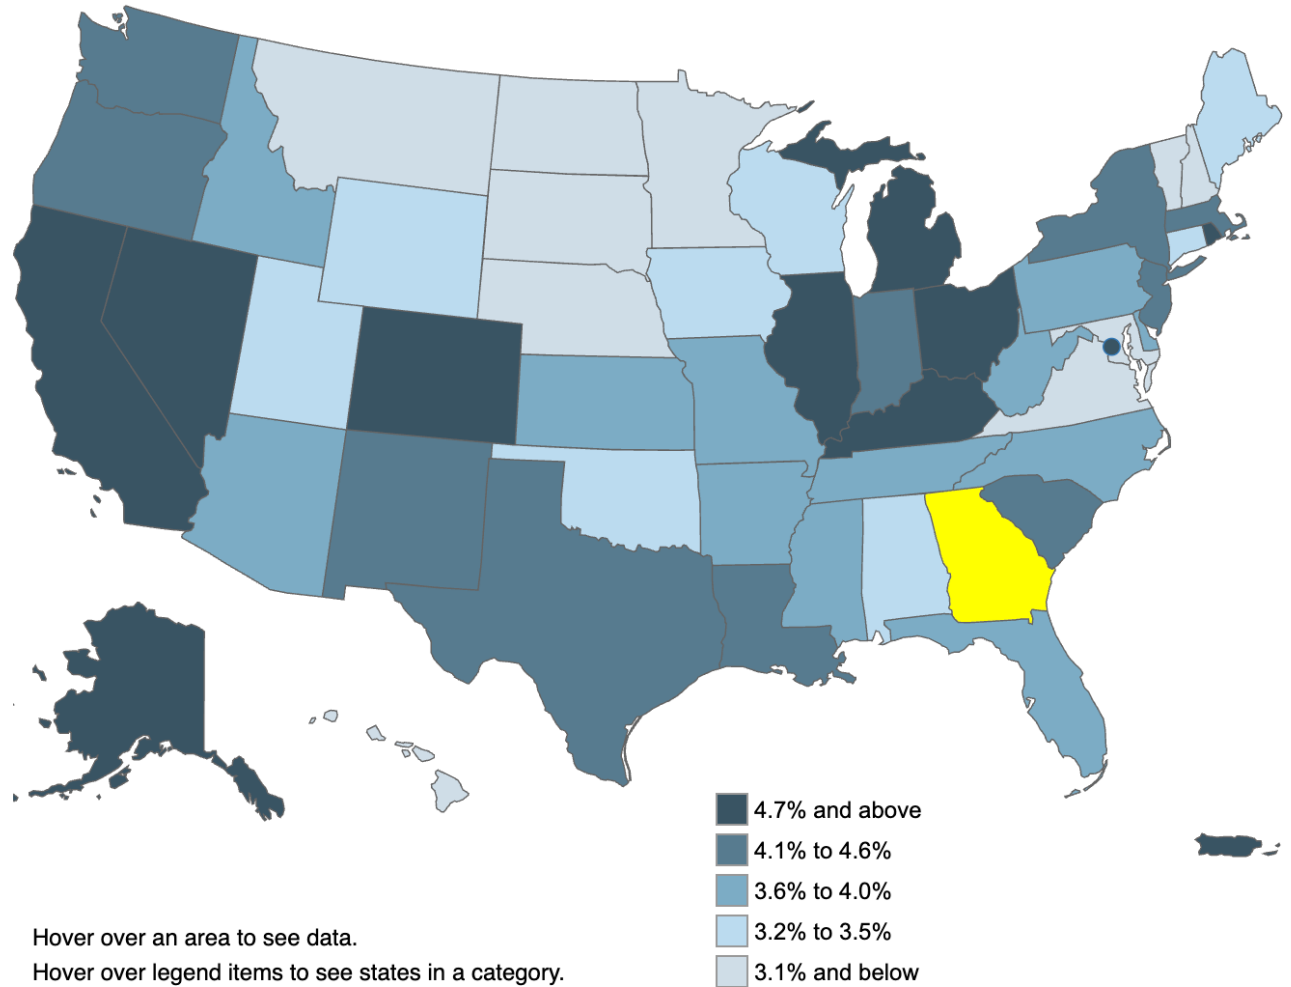 4.7% and above
4.1% to 4.6%
3.6% to 4.0%
3.2% to 3.5%
3.1% and below
Hover over an area to see data.
Hover over legend items to see states in a category.